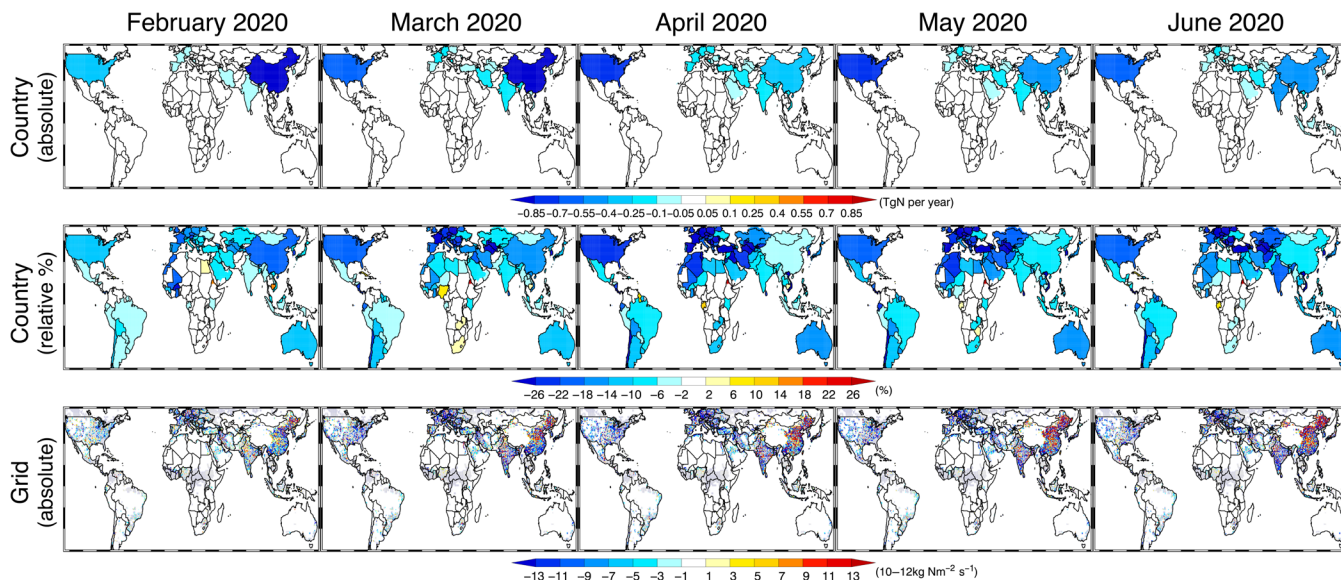 February 2020 March 2020 April 2020 May 2020 June 2020
Country
(absolute)
−0.85 −0.7 −0.55 −0.4 −0.25 −0.1 −0.05 0.05 0.1 0.25 0.4 0.55 0.7 0.85 (TgN per year)
Country
(relative %)
−26 −22 −18 −14 −10 −6 −2 2 6 10 14 18 22 26 (%)
Grid
(absolute)
−13 −11 −9 −7 −5 −3 −1 1 3 5 7 9 11 13 (10−12kg Nm−2 s−1)